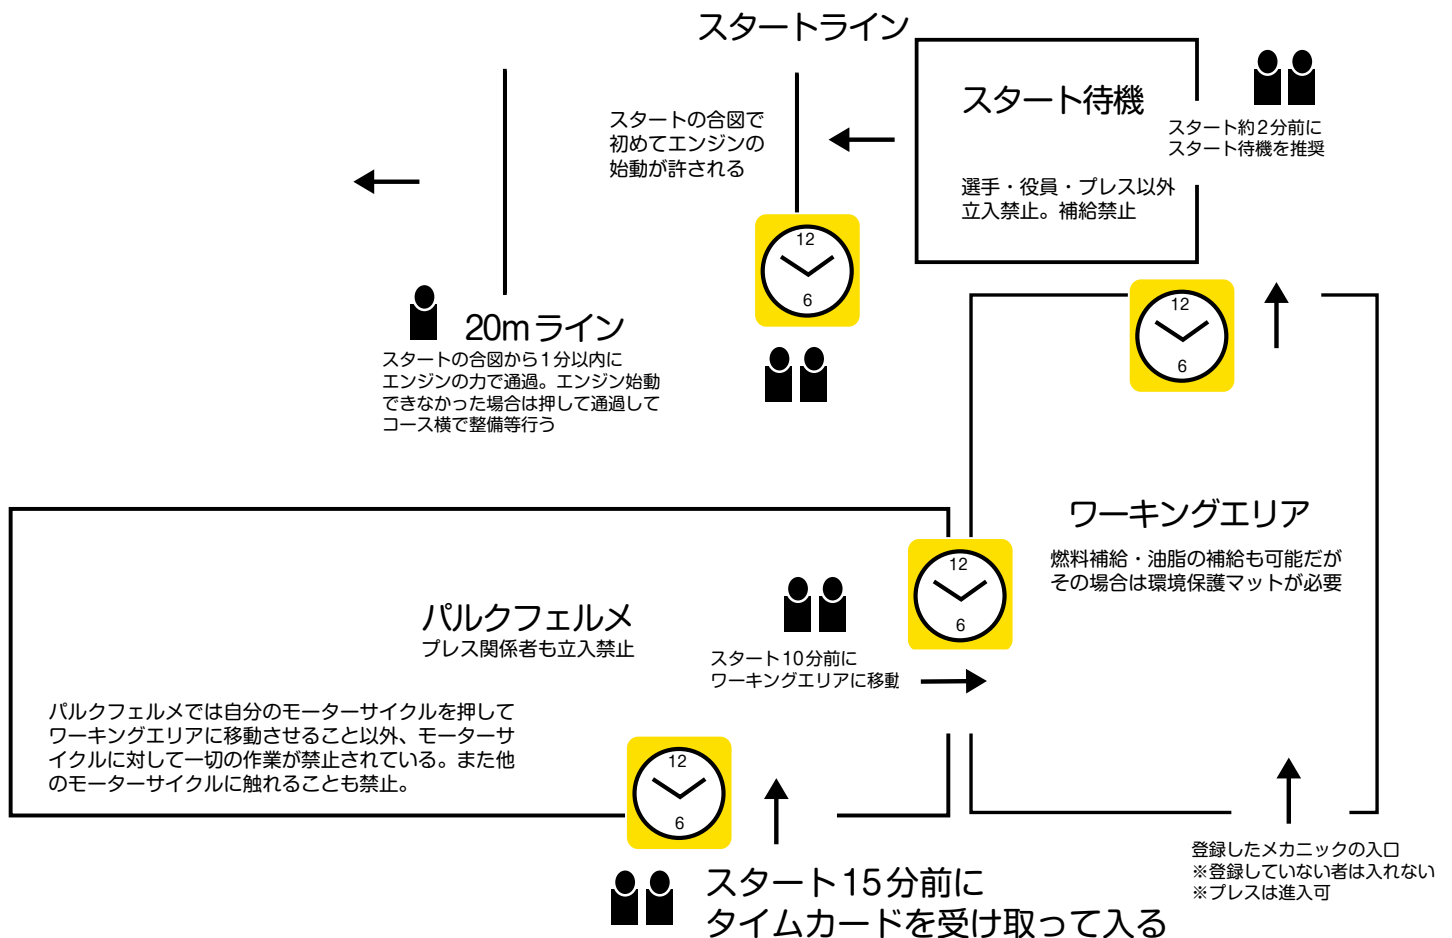 スタートライン
スタートの合図で
初めてエンジンの
始動が許される
12
6
スタート待機
選手・役員・プレス以外
立入禁止。補給禁止
スタート約2分前に
スタート待機を推奨
20mライン
スタートの合図から1分以内に
エンジンの力で通過。エンジン始動
できなかった場合は押して通過して
コース横で整備等行う
12
6
ワーキングエリア
燃料補給・油脂の補給も可能だが
その場合は環境保護マットが必要
12
6
パルクフェルメ
プレス関係者も立入禁止
スタート10分前に
ワーキングエリアに移動
パルクフェルメでは自分のモーターサイクルを押して
ワーキングエリアに移動させること以外、モーターサ
イクルに対して一切の作業が禁止されている。また他
のモーターサイクルに触れることも禁止。
12
6
スタート15分前に
タイムカードを受け取って入る
登録したメカニックの入口
※登録していない者は入れない
※プレスは進入可